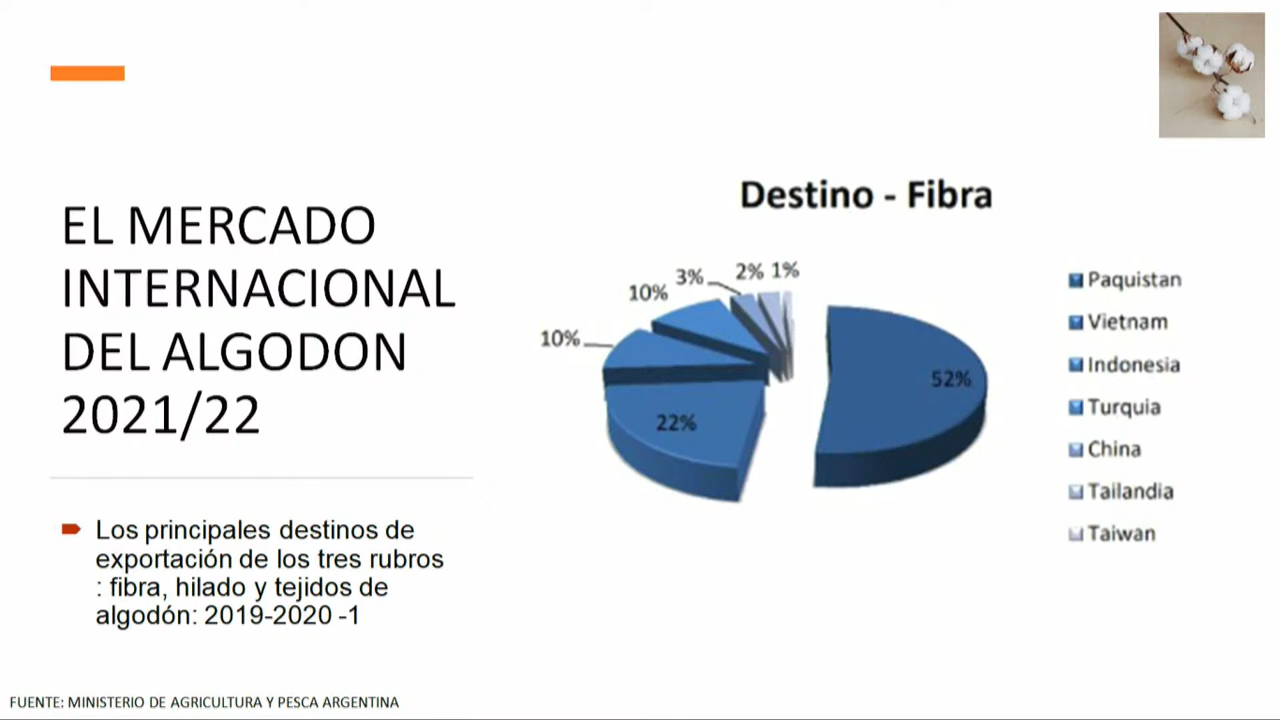 EL MERCADO
INTERNACIONAL
DEL ALGODON
2021/22
Los principales destinos de
exportación de los tres rubros
: fibra, hilado y tejidos de
algodón: 2019-2020 -1
Destino - Fibra
52%
22%
10%
10%
3%
2%
1%
Paquistan
Vietnam
Indonesia
Turquia
China
Tailandia
Taiwan
FUENTE: MINISTERIO DE AGRICULTURA Y PESCA ARGENTINA